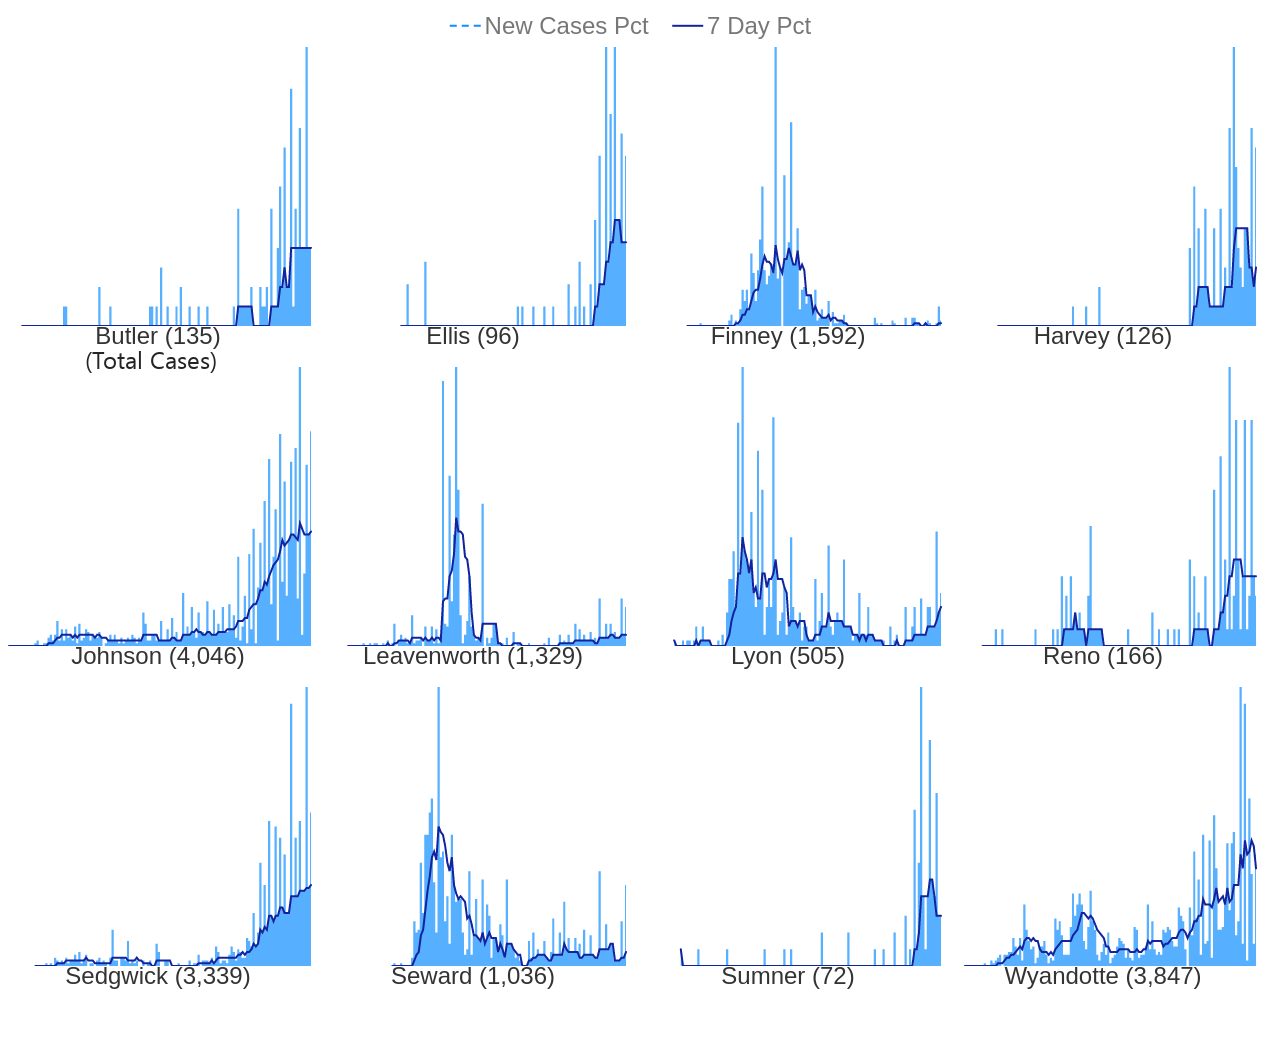 New Cases Pct 7 Day Pct
Butler (135) Ellis (96) Finney (1,592) Harvey (126)
(Total Cases)
Johnson (4,046) Leavenworth (1,329) Lyon (505) Reno (166)
Sedgwick (3,339) Seward (1,036) Sumner (72) Wyandotte (3,847)